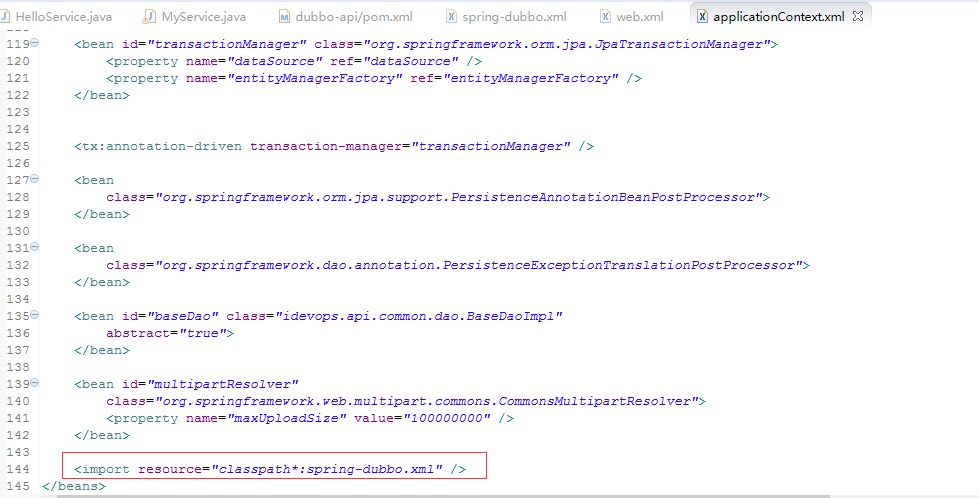 HelloService.java MyService.java dubbo-api/pom.xml spring-dubbo.xml web.xml applicationContext.xml
119 <bean id="transactionManager" class="org.springframework.orm.jpa.JpaTransactionManager">
120 <property name="dataSource" ref="dataSource" />
121 <property name="entityManagerFactory" ref="entityManagerFactory" />
122 </bean>
123
124
125 <tx:annotation-driven transaction-manager="transactionManager" />
126
127 <bean
128 class="org.springframework.orm.jpa.support.PersistenceAnnotationBeanPostProcessor">
129 </bean>
130
131 <bean
132 class="org.springframework.dao.annotation.PersistenceExceptionTranslationPostProcessor">
133 </bean>
134
135 <bean id="baseDao" class="idevops.api.common.dao.BaseDaoImpl"
136 abstract="true">
137 </bean>
138
139 <bean id="multipartResolver"
140 class="org.springframework.web.multipart.commons.CommonsMultipartResolver">
141 <property name="maxUploadSize" value="100000000" />
142 </bean>
143
144 <import resource="classpath*:spring-dubbo.xml" />
145 </beans>